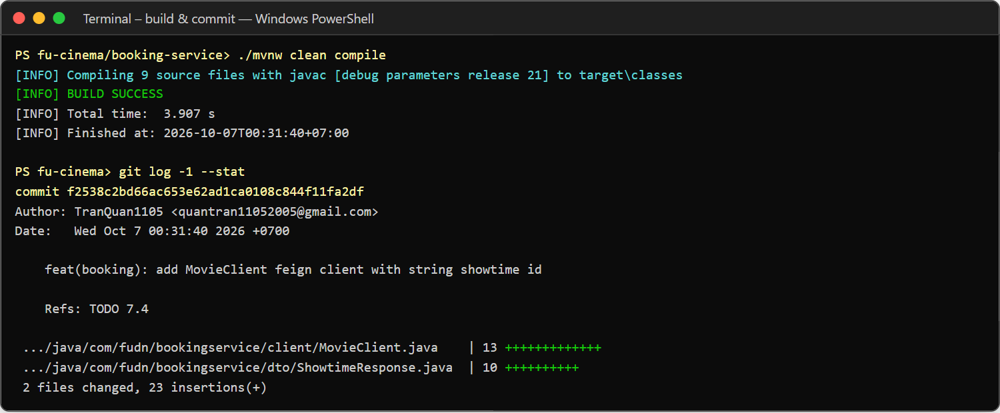 Terminal – build & commit — Windows PowerShell
PS fu-cinema/booking-service> ./mvnw clean compile
[INFO] Compiling 9 source files with javac [debug parameters release 21] to target\classes
[INFO] BUILD SUCCESS
[INFO] Total time:  3.907 s
[INFO] Finished at: 2026-10-07T00:31:40+07:00
PS fu-cinema> git log -1 --stat
commit f2538c2bd66ac653e62ad1ca0108c844f11fa2df
Author: TranQuan1105 <quantran11052005@gmail.com>
Date:   Wed Oct 7 00:31:40 2026 +0700
feat(booking): add MovieClient feign client with string showtime id
Refs: TODO 7.4
.../java/com/fudn/bookingservice/client/MovieClient.java    | 13 +++++++++++++
.../java/com/fudn/bookingservice/dto/ShowtimeResponse.java  | 10 ++++++++++
2 files changed, 23 insertions(+)